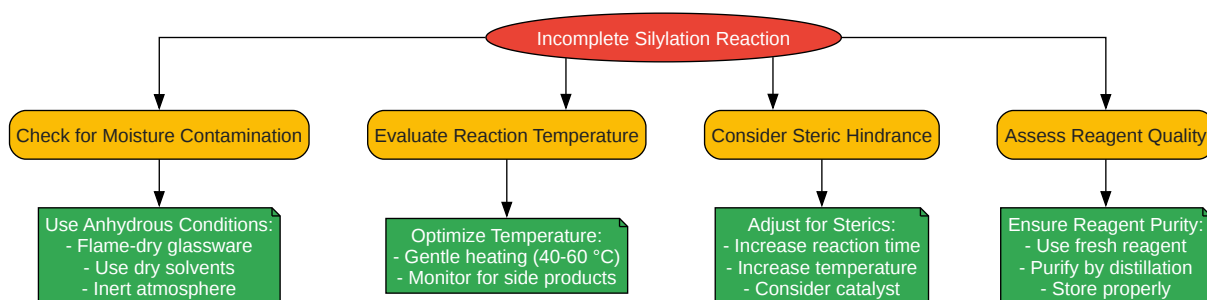 Incomplete Silylation Reaction
Check for Moisture Contamination
Evaluate Reaction Temperature
Consider Steric Hindrance
Assess Reagent Quality
Use Anhydrous Conditions:
- Flame-dry glassware
- Use dry solvents
- Inert atmosphere
Optimize Temperature:
- Gentle heating (40-60 °C)
- Monitor for side products
Adjust for Sterics:
- Increase reaction time
- Increase temperature
- Consider catalyst
Ensure Reagent Purity:
- Use fresh reagent
- Purify by distillation
- Store properly